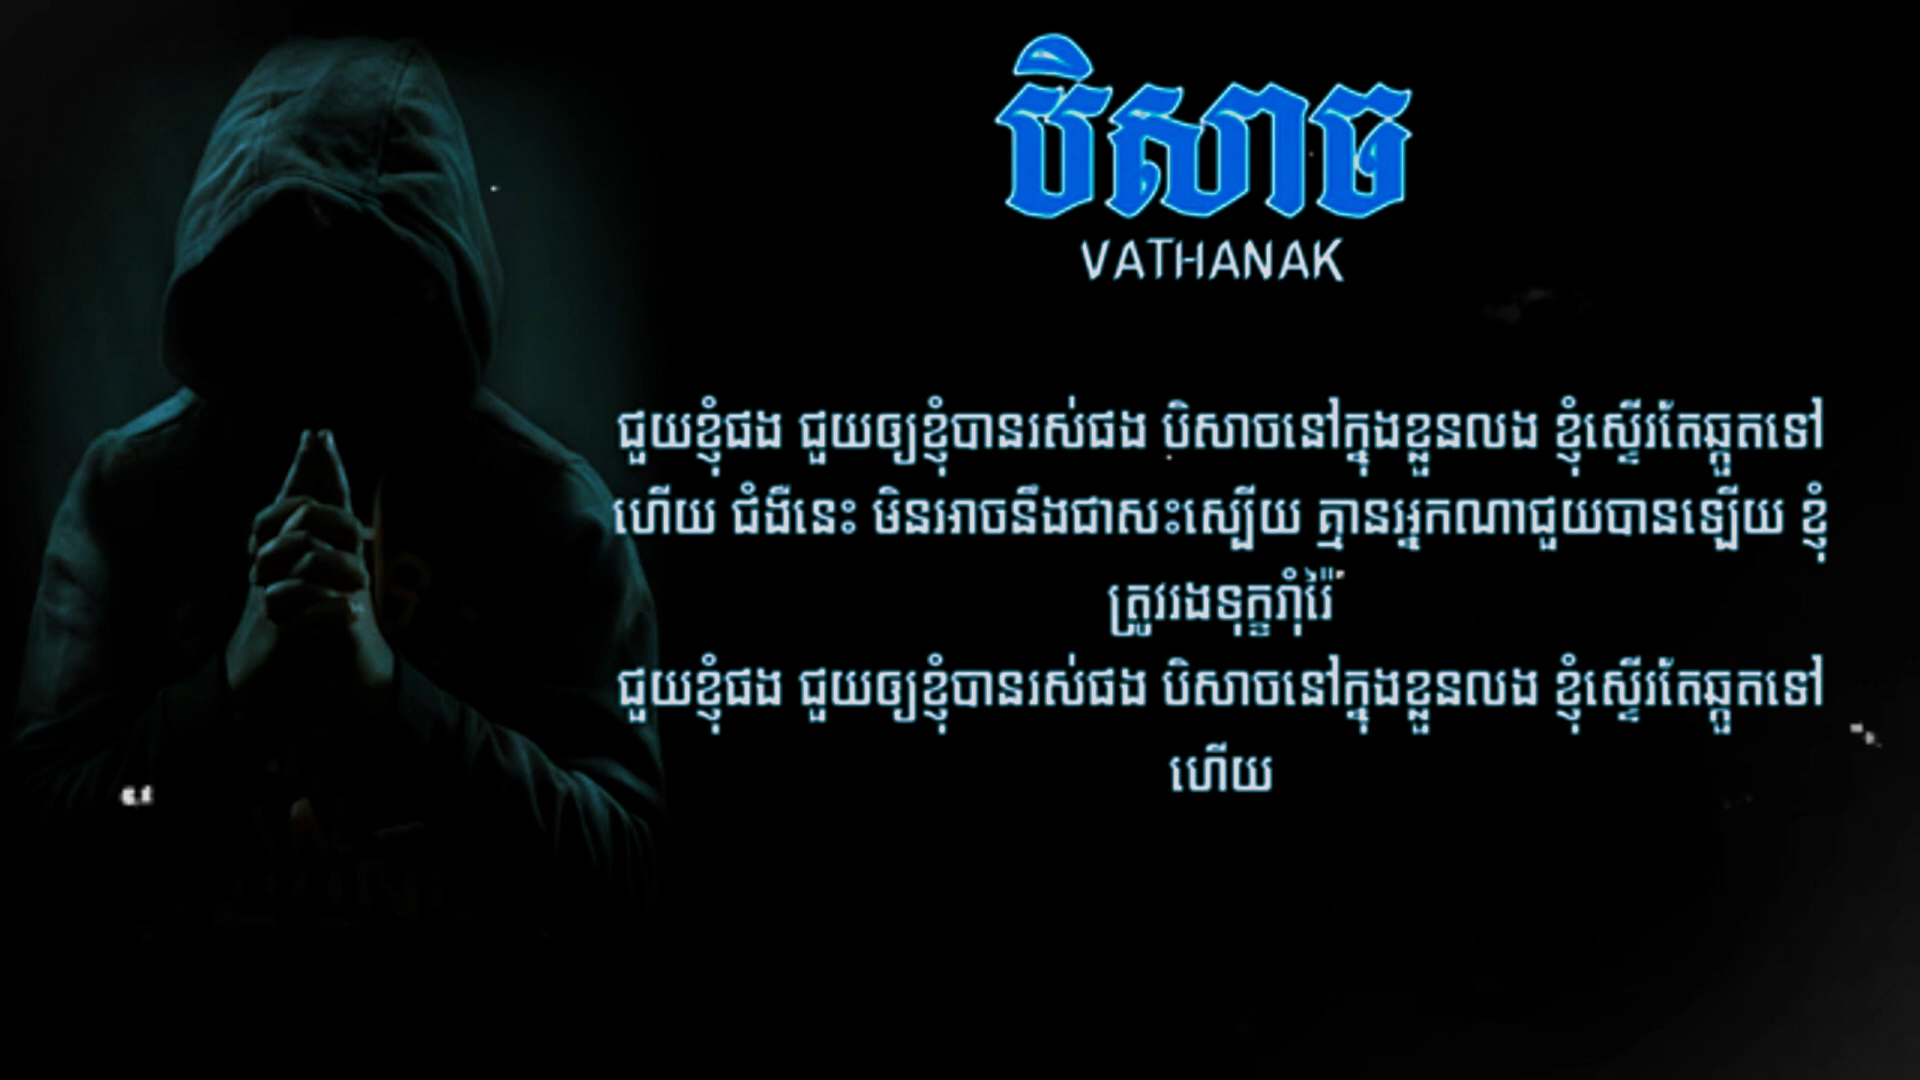 បិសាច
VATHANAK
ជួយខ្ញុំផង ជួយឲ្យខ្ញុំបានរស់ផង បិសាចនៅក្នុងខ្លួនលង ខ្ញុំស្ទើរតែឆ្កួតទៅ
ហើយ ជំងឺនេះ មិនអាចនឹងជាសះស្បើយ គ្មានអ្នកណាជួយបានឡើយ ខ្ញុំ
ត្រូវរងទុក្ខរ៉ាំរ៉ៃ
ជួយខ្ញុំផង ជួយឲ្យខ្ញុំបានរស់ផង បិសាចនៅក្នុងខ្លួនលង ខ្ញុំស្ទើរតែឆ្កួតទៅ
ហើយ